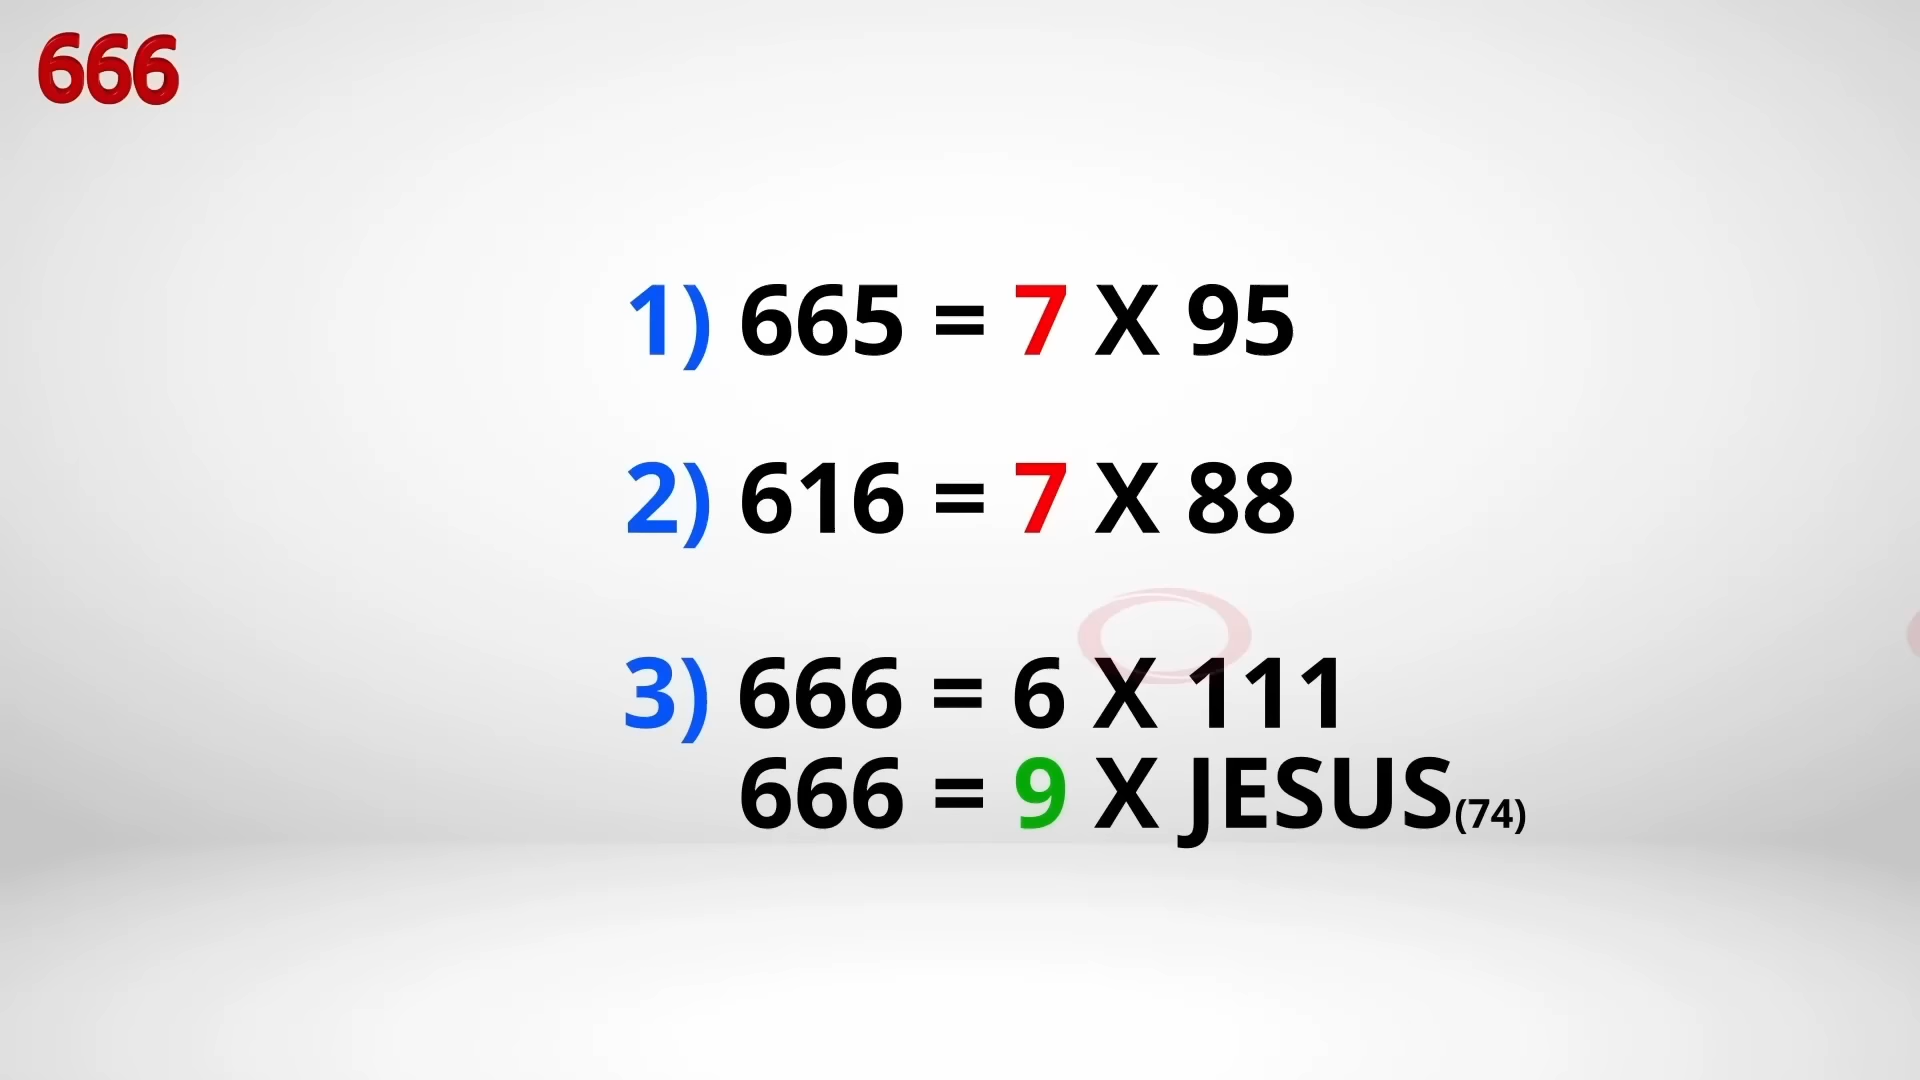 666
1) 665 = 7 X 95
2) 616 = 7 X 88
3) 666 = 6 X 111
666 = 9 X JESUS(74)